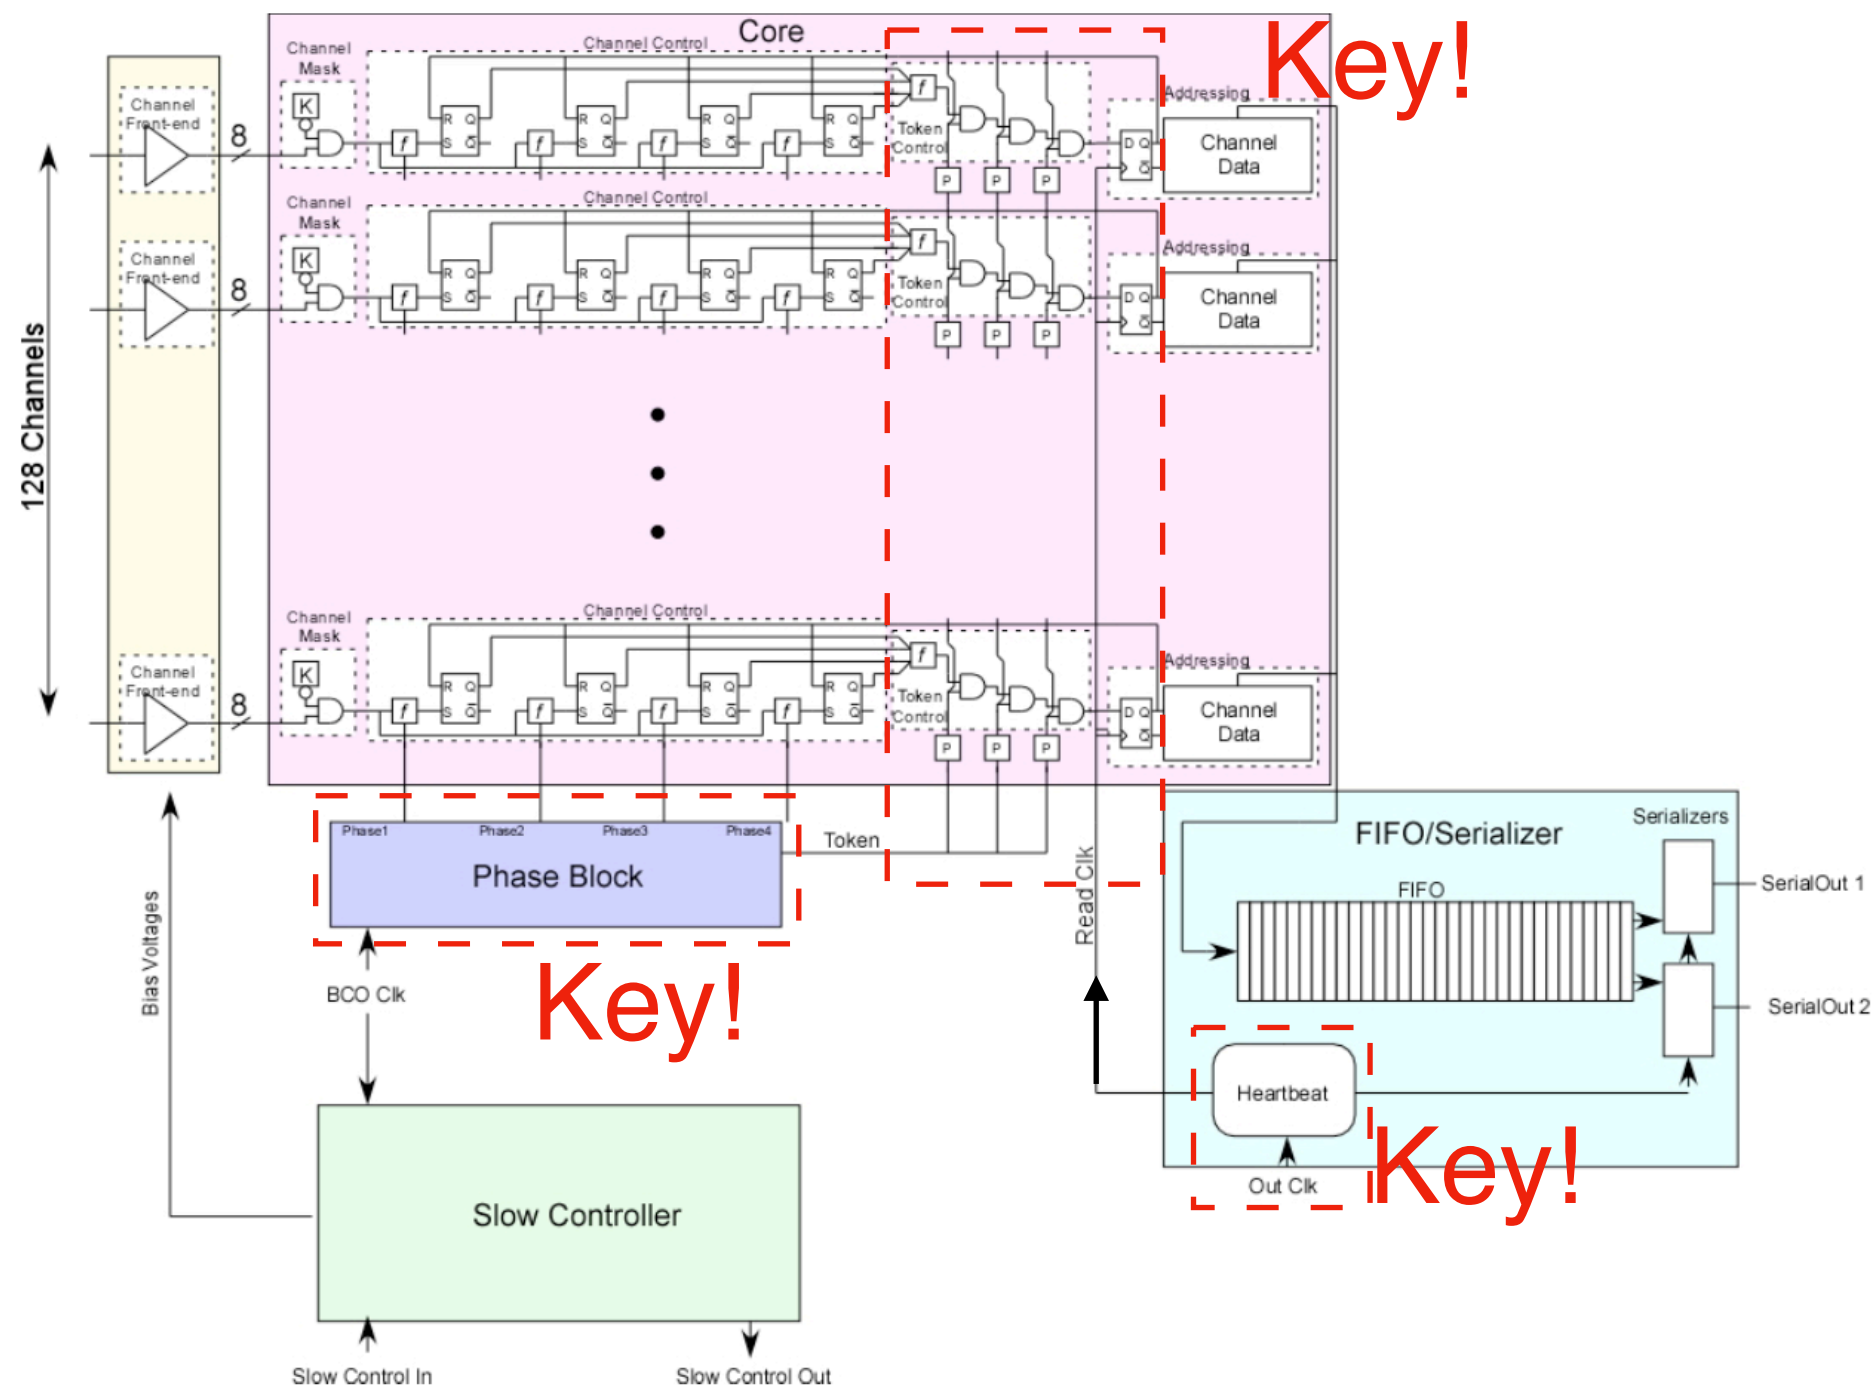 Core
Key!
Channel
Mask
Channel Control
Channel
Front-end
8
K
f
R Q
S Q
f
R Q
S Q
f
R Q
S Q
f
R Q
S Q
f
Token
Control
P
P
P
Addressing
D Q
Q
Channel
Data
Channel
Mask
Channel Control
Channel
Front-end
8
K
f
R Q
S Q
f
R Q
S Q
f
R Q
S Q
f
R Q
S Q
f
Token
Control
P
P
P
Addressing
D Q
Q
Channel
Data
128 Channels
Channel
Mask
Channel Control
Channel
Front-end
8
K
f
R Q
S Q
f
R Q
S Q
f
R Q
S Q
f
R Q
S Q
f
Token
Control
P
P
P
Addressing
D Q
Q
Channel
Data
Phase1
Phase2
Phase3
Phase4
Phase Block
Token
Key!
BCO Clk
Bias Voltages
Read Clk
FIFO/Serializer
Serializers
FIFO
SerialOut 1
SerialOut 2
Heartbeat
Out Clk
Key!
Slow Controller
Slow Control In
Slow Control Out